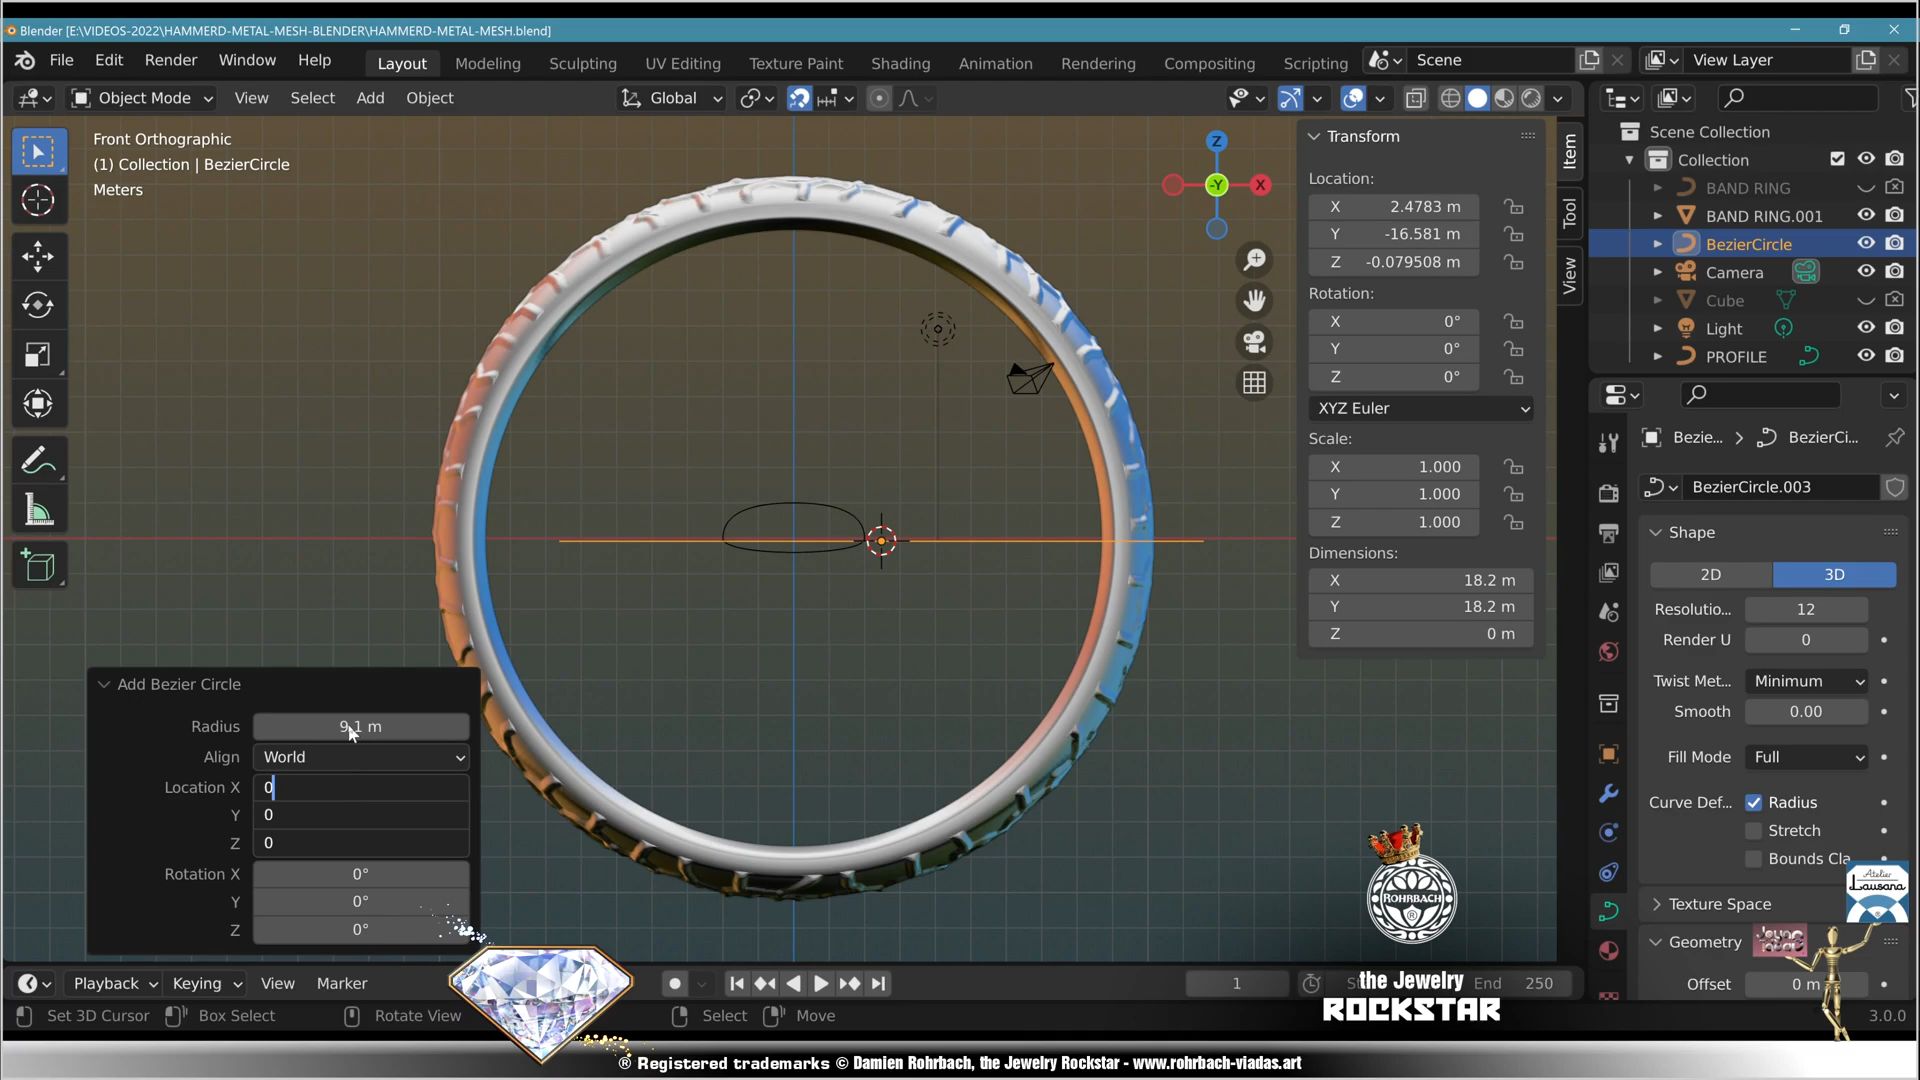 Blender [E:\VIDEOS-2022\HAMMERD-METAL-MESH-BLENDER\HAMMERD-METAL-MESH.blend]
File Edit Render Window Help Layout Modeling Sculpting UV Editing Texture Paint Shading Animation Rendering Compositing Scripting Scene View Layer
Object Mode View Select Add Object Global
Front Orthographic
(1) Collection | BezierCircle
Meters
Z
-Y
X
Transform
Location:
X 2.4783 m
Y -16.581 m
Z -0.079508 m
Rotation:
X 0°
Y 0°
Z 0°
XYZ Euler
Scale:
X 1.000
Y 1.000
Z 1.000
Dimensions:
X 18.2 m
Y 18.2 m
Z 0 m
Item
Tool
View
Scene Collection
Collection
BAND RING
BAND RING.001
BezierCircle
Camera
Cube
Light
PROFILE
Bezie... BezierCi...
BezierCircle.003
Shape
2D 3D
Resolutio... 12
Render U 0
Twist Met... Minimum
Smooth 0.00
Fill Mode Full
Curve Def... Radius
Stretch
Bounds Cla
Texture Space
Geometry
Offset 0 m
Add Bezier Circle
Radius 9.1 m
Align World
Location X 0
Y 0
Z 0
Rotation X 0°
Y 0°
Z 0°
ROHRBACH
®
Atelier
Lausana
Playback Keying View Marker 1 End 250
the Jewelry
ROCKSTAR
Set 3D Cursor Box Select Rotate View Select Move 3.0.0
® Registered trademarks © Damien Rohrbach, the Jewelry Rockstar - www.rohrbach-viadas.art